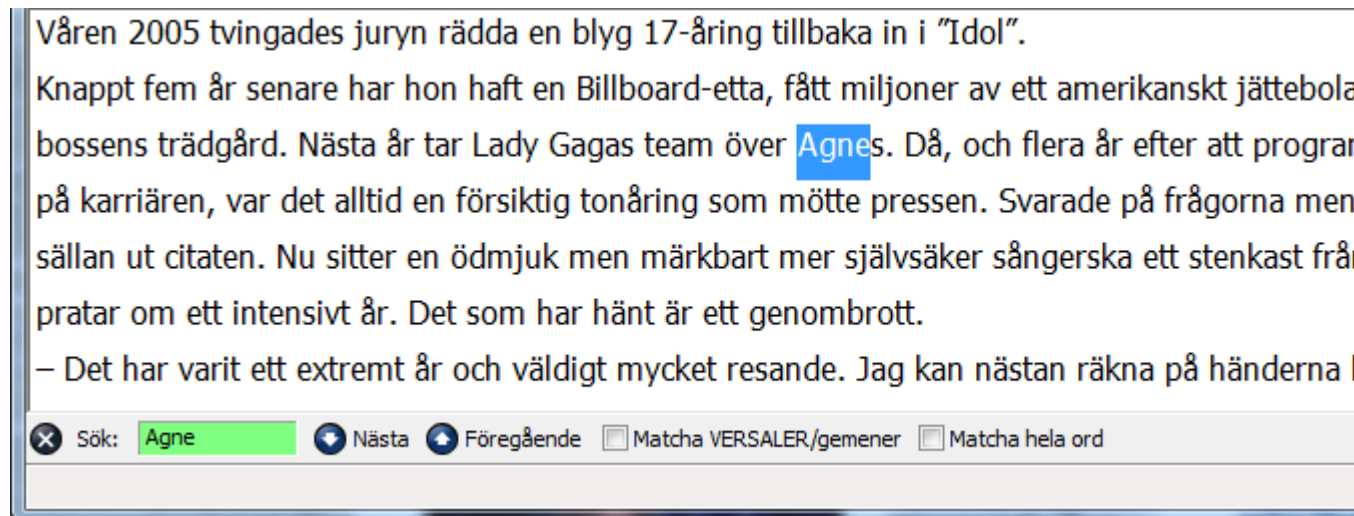 Våren 2005 tvingades juryn rädda en blyg 17-åring tillbaka in i ”Idol”.
Knappt fem år senare har hon haft en Billboard-etta, fått miljoner av ett amerikanskt jättebola
bossens trädgård. Nästa år tar Lady Gagas team över Agnes. Då, och flera år efter att program
på karriären, var det alltid en försiktig tonåring som mötte pressen. Svarade på frågorna men
sällan ut citaten. Nu sitter en ödmjuk men märkbart mer självsäker sångerska ett stenkast från
pratar om ett intensivt år. Det som har hänt är ett genombrott.
– Det har varit ett extremt år och väldigt mycket resande. Jag kan nästan räkna på händerna
Sök: Agne Nästa Föregående Matcha VERSALER/gemener Matcha hela ord